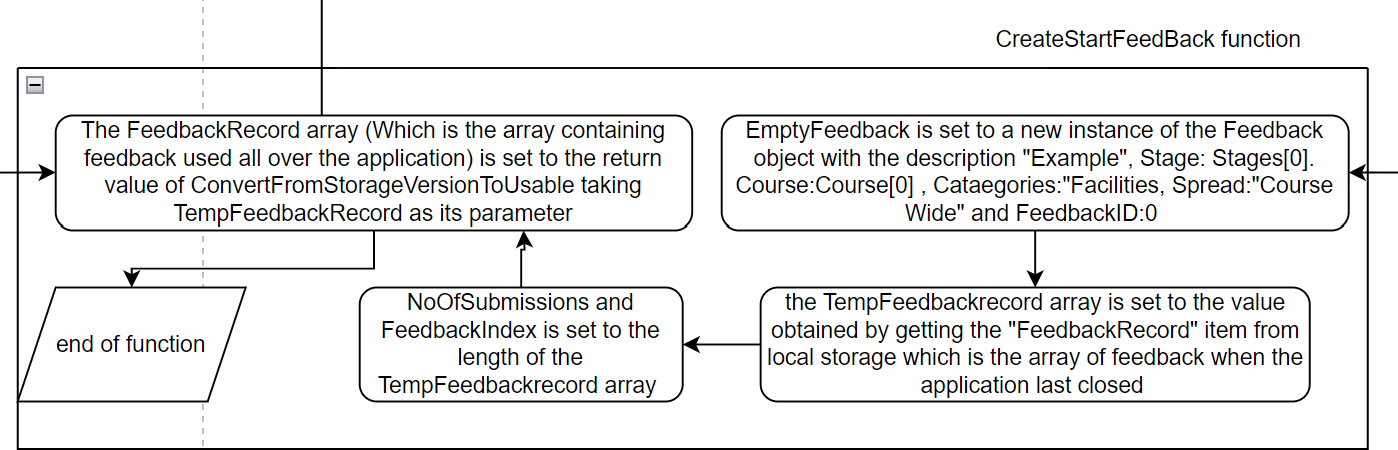 CreateStartFeedBack function
The FeedbackRecord array (Which is the array containing
feedback used all over the application) is set to the return
value of ConvertFromStorageVersionToUsable taking
TempFeedbackRecord as its parameter
EmptyFeedback is set to a new instance of the Feedback
object with the description "Example", Stage: Stages[0].
Course:Course[0] , Cataegories:"Facilities, Spread:"Course
Wide" and FeedbackID:0
end of function
NoOfSubmissions and
FeedbackIndex is set to the
length of the
TempFeedbackrecord array
the TempFeedbackrecord array is set to the value
obtained by getting the "FeedbackRecord" item from
local storage which is the array of feedback when the
application last closed